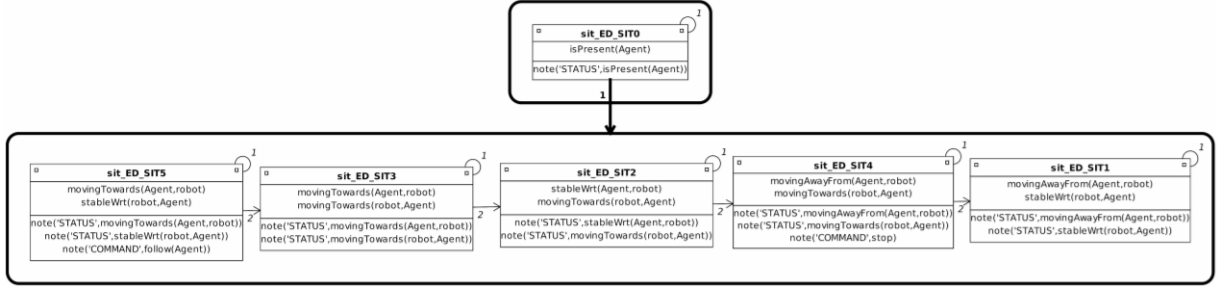 1
sit_ED_SIT0
isPresent(Agent)
note('STATUS',isPresent(Agent))
1
1
sit_ED_SIT5
movingTowards(Agent,robot)
stableWrt(robot,Agent)
note('STATUS',movingTowards(Agent,robot))
note('STATUS',stableWrt(robot,Agent))
note('COMMAND',follow(Agent))
2
1
sit_ED_SIT3
movingTowards(Agent,robot)
movingTowards(robot,Agent)
note('STATUS',movingTowards(Agent,robot))
note('STATUS',movingTowards(robot,Agent))
2
1
sit_ED_SIT2
stableWrt(Agent,robot)
movingTowards(robot,Agent)
note('STATUS',stableWrt(Agent,robot))
note('STATUS',movingTowards(robot,Agent))
2
1
sit_ED_SIT4
movingAwayFrom(Agent,robot)
movingTowards(robot,Agent)
note('STATUS',movingAwayFrom(Agent,robot))
note('STATUS',movingTowards(robot,Agent))
note('COMMAND',stop)
2
1
sit_ED_SIT1
movingAwayFrom(Agent,robot)
stableWrt(robot,Agent)
note('STATUS',movingAwayFrom(Agent,robot))
note('STATUS',stableWrt(robot,Agent))